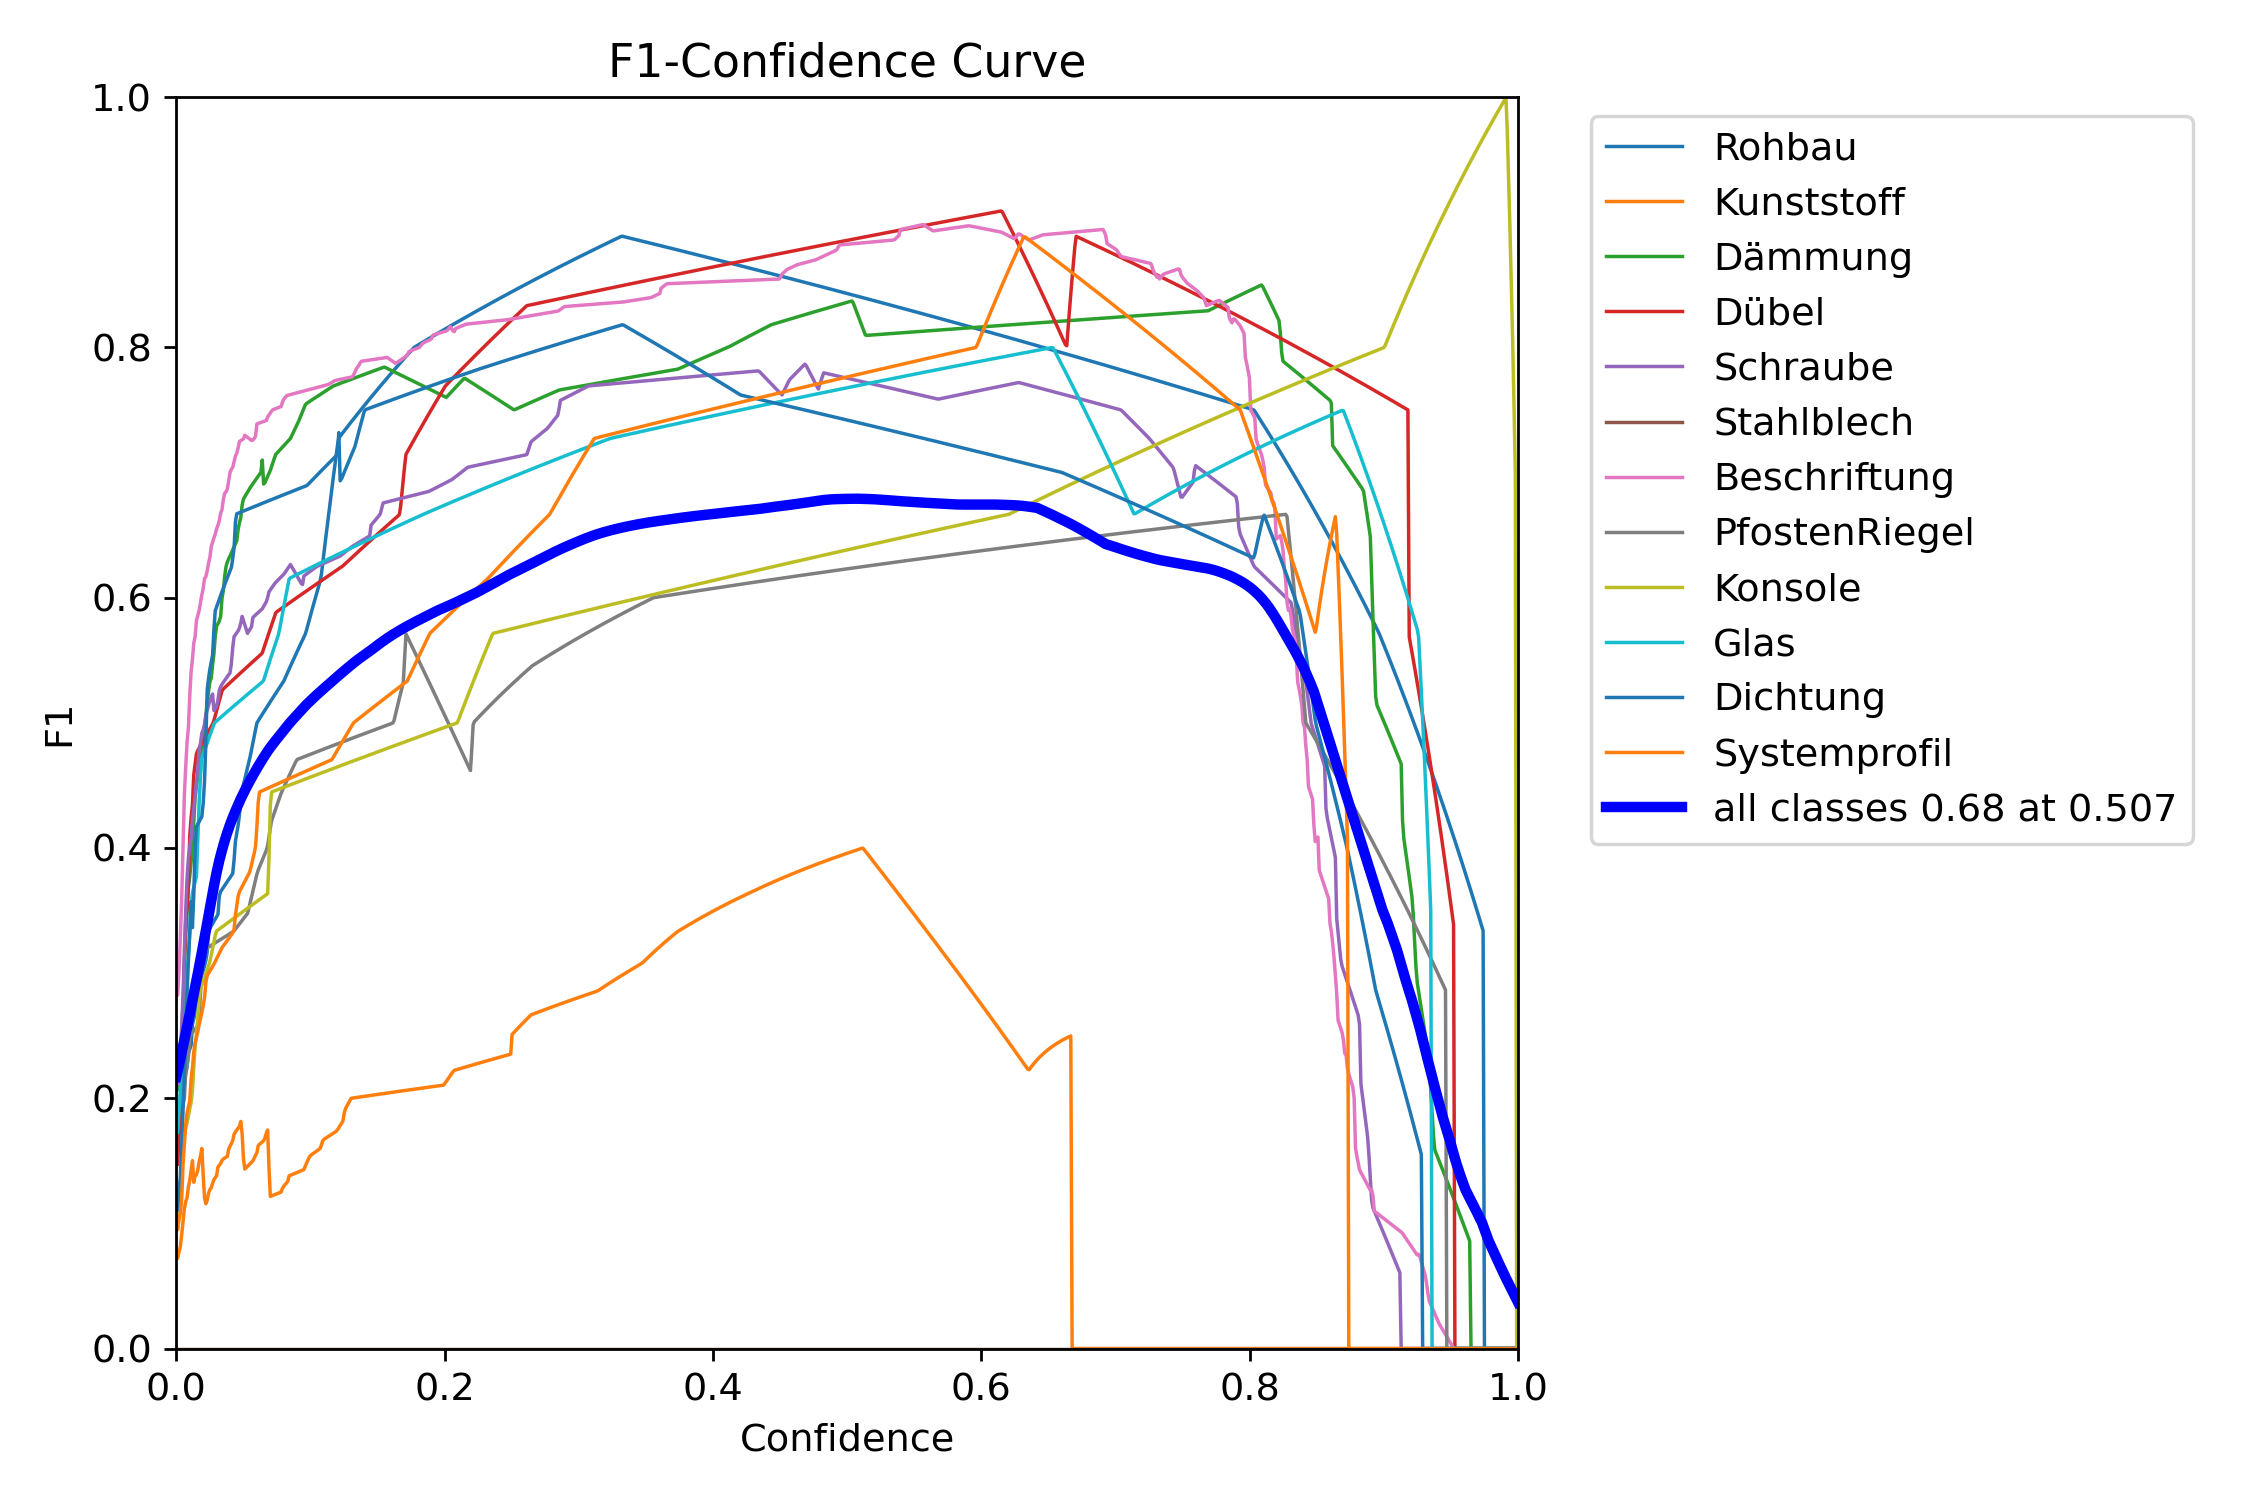 F1-Confidence Curve
1.0
0.8
0.6
0.4
0.2
0.0
F1
0.0 0.2 0.4 0.6 0.8 1.0
Confidence
Rohbau
Kunststoff
Dämmung
Dübel
Schraube
Stahlblech
Beschriftung
PfostenRiegel
Konsole
Glas
Dichtung
Systemprofil
all classes 0.68 at 0.507